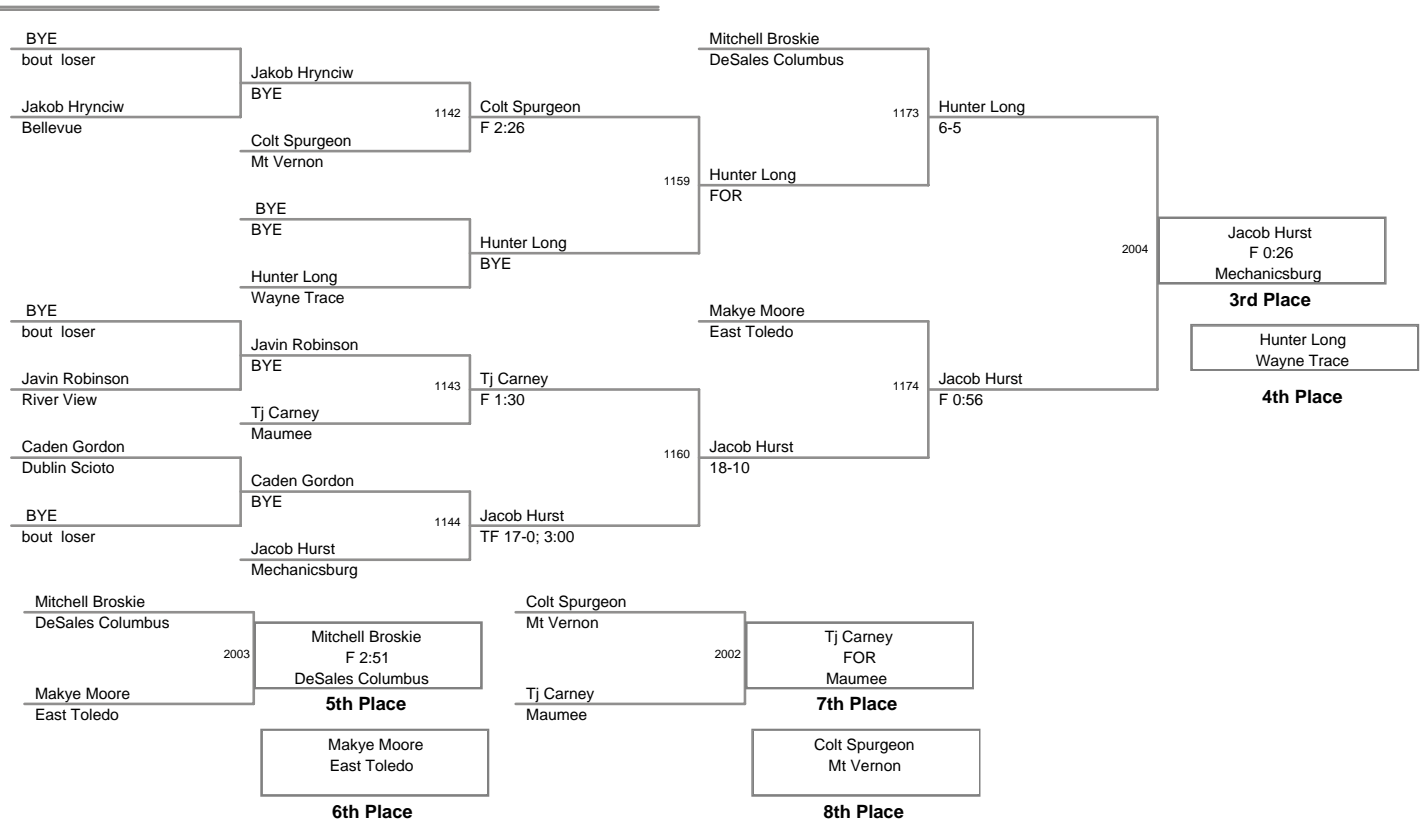 BYE
bout loser
Jakob Hrynciw
Bellevue
Jakob Hrynciw
BYE
1142
Colt Spurgeon
Mt Vernon
Colt Spurgeon
F 2:26
BYE
BYE
Hunter Long
Wayne Trace
Hunter Long
BYE
1159
Mitchell Broskie
DeSales Columbus
Hunter Long
FOR
1173
Hunter Long
6-5
BYE
bout loser
Javin Robinson
River View
Javin Robinson
BYE
1143
Tj Carney
Maumee
Tj Carney
F 1:30
Caden Gordon
Dublin Scioto
BYE
bout loser
Caden Gordon
BYE
1144
Jacob Hurst
Mechanicsburg
Jacob Hurst
TF 17-0; 3:00
1160
Makye Moore
East Toledo
Jacob Hurst
18-10
1174
Jacob Hurst
F 0:56
2004
Jacob Hurst
F 0:26
Mechanicsburg
3rd Place
Hunter Long
Wayne Trace
4th Place
Mitchell Broskie
DeSales Columbus
2003
Makye Moore
East Toledo
Mitchell Broskie
F 2:51
DeSales Columbus
5th Place
Makye Moore
East Toledo
6th Place
Colt Spurgeon
Mt Vernon
2002
Tj Carney
Maumee
Tj Carney
FOR
Maumee
7th Place
Colt Spurgeon
Mt Vernon
8th Place